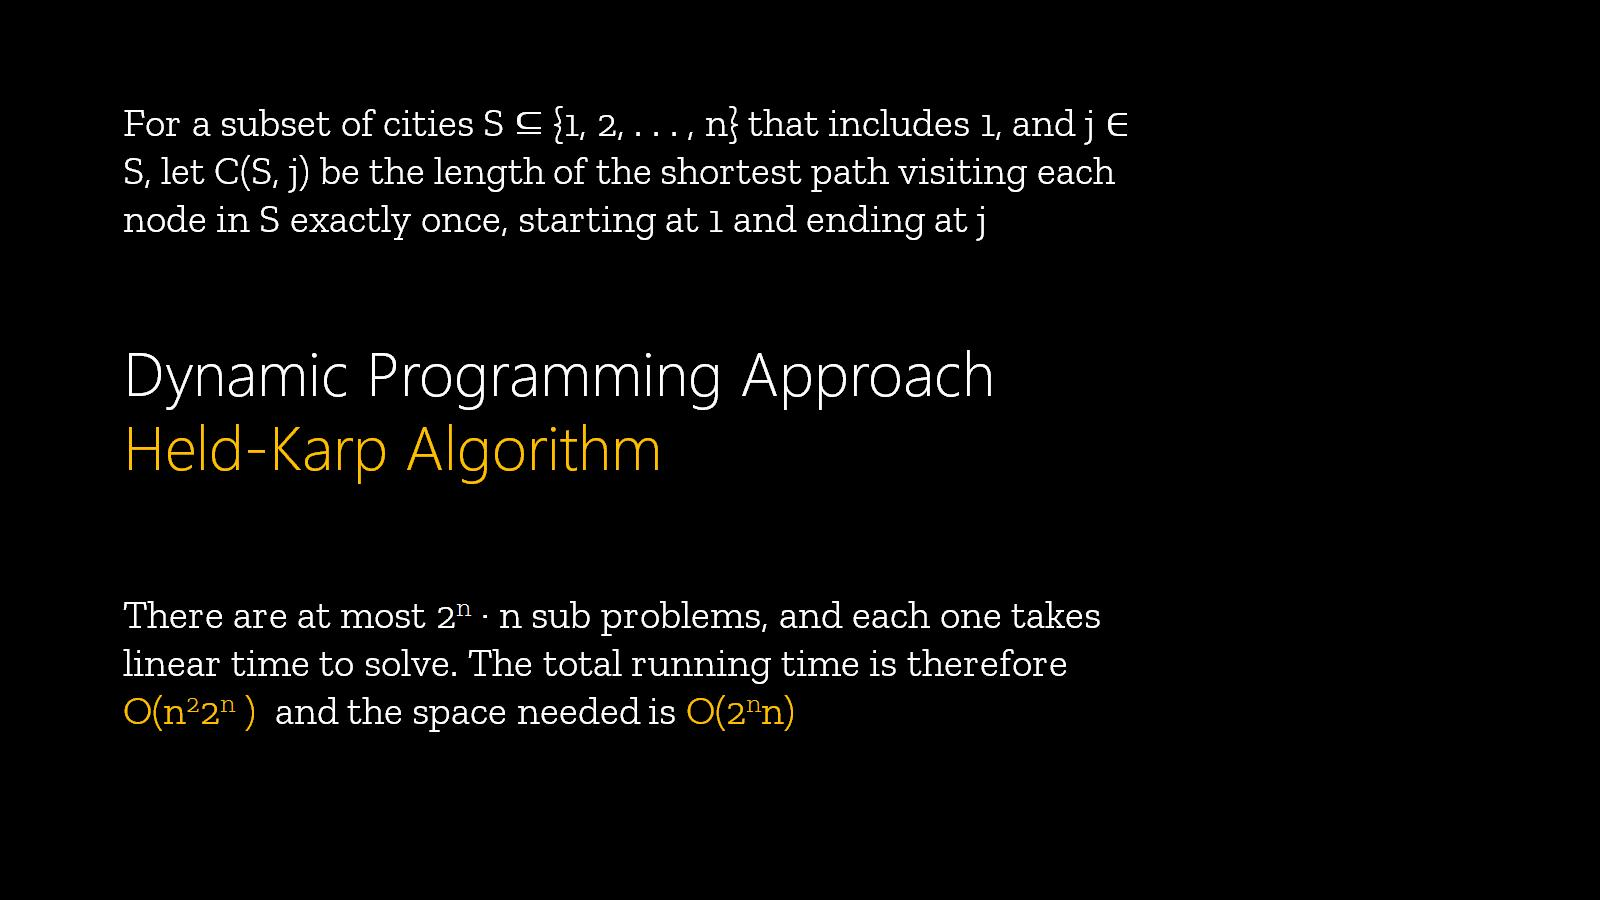 For a subset of cities S ⊆ {1, 2, . . . , n} that includes 1, and j ∈
S, let C(S, j) be the length of the shortest path visiting each
node in S exactly once, starting at 1 and ending at j
Dynamic Programming Approach
Held-Karp Algorithm
There are at most 2ⁿ · n sub problems, and each one takes
linear time to solve. The total running time is therefore
O(n²2ⁿ ) and the space needed is O(2ⁿn)